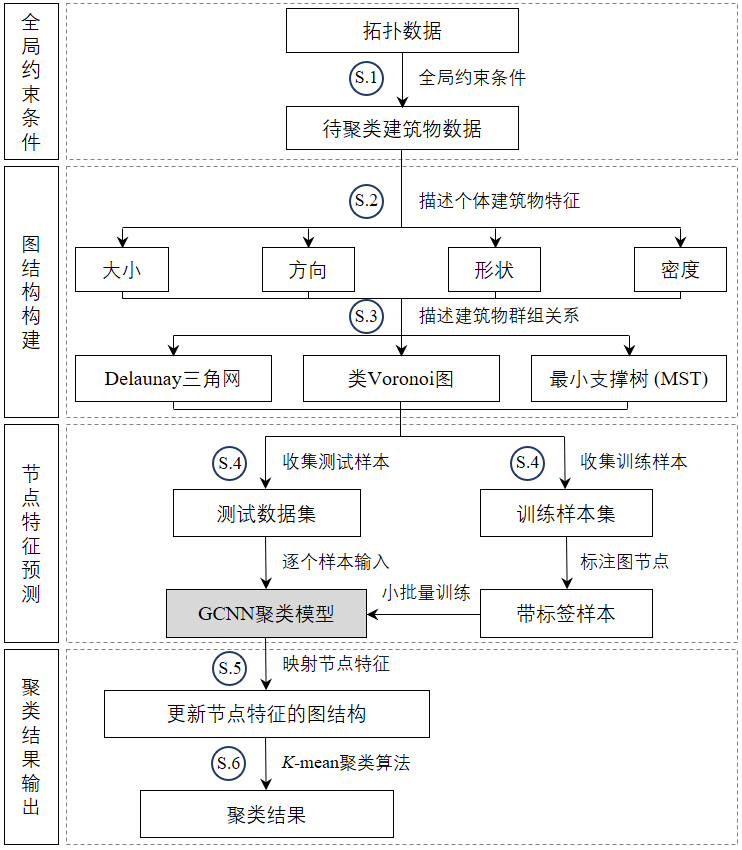 全局约束条件
拓扑数据
S.1
全局约束条件
待聚类建筑物数据
图结构构建
S.2
描述个体建筑物特征
大小
方向
形状
密度
S.3
描述建筑物群组关系
Delaunay三角网
类Voronoi图
最小支撑树 (MST)
节点特征预测
S.4
收集测试样本
S.4
收集训练样本
测试数据集
训练样本集
逐个样本输入
标注图节点
GCNN聚类模型
小批量训练
带标签样本
聚类结果输出
S.5
映射节点特征
更新节点特征的图结构
S.6
K-mean聚类算法
聚类结果